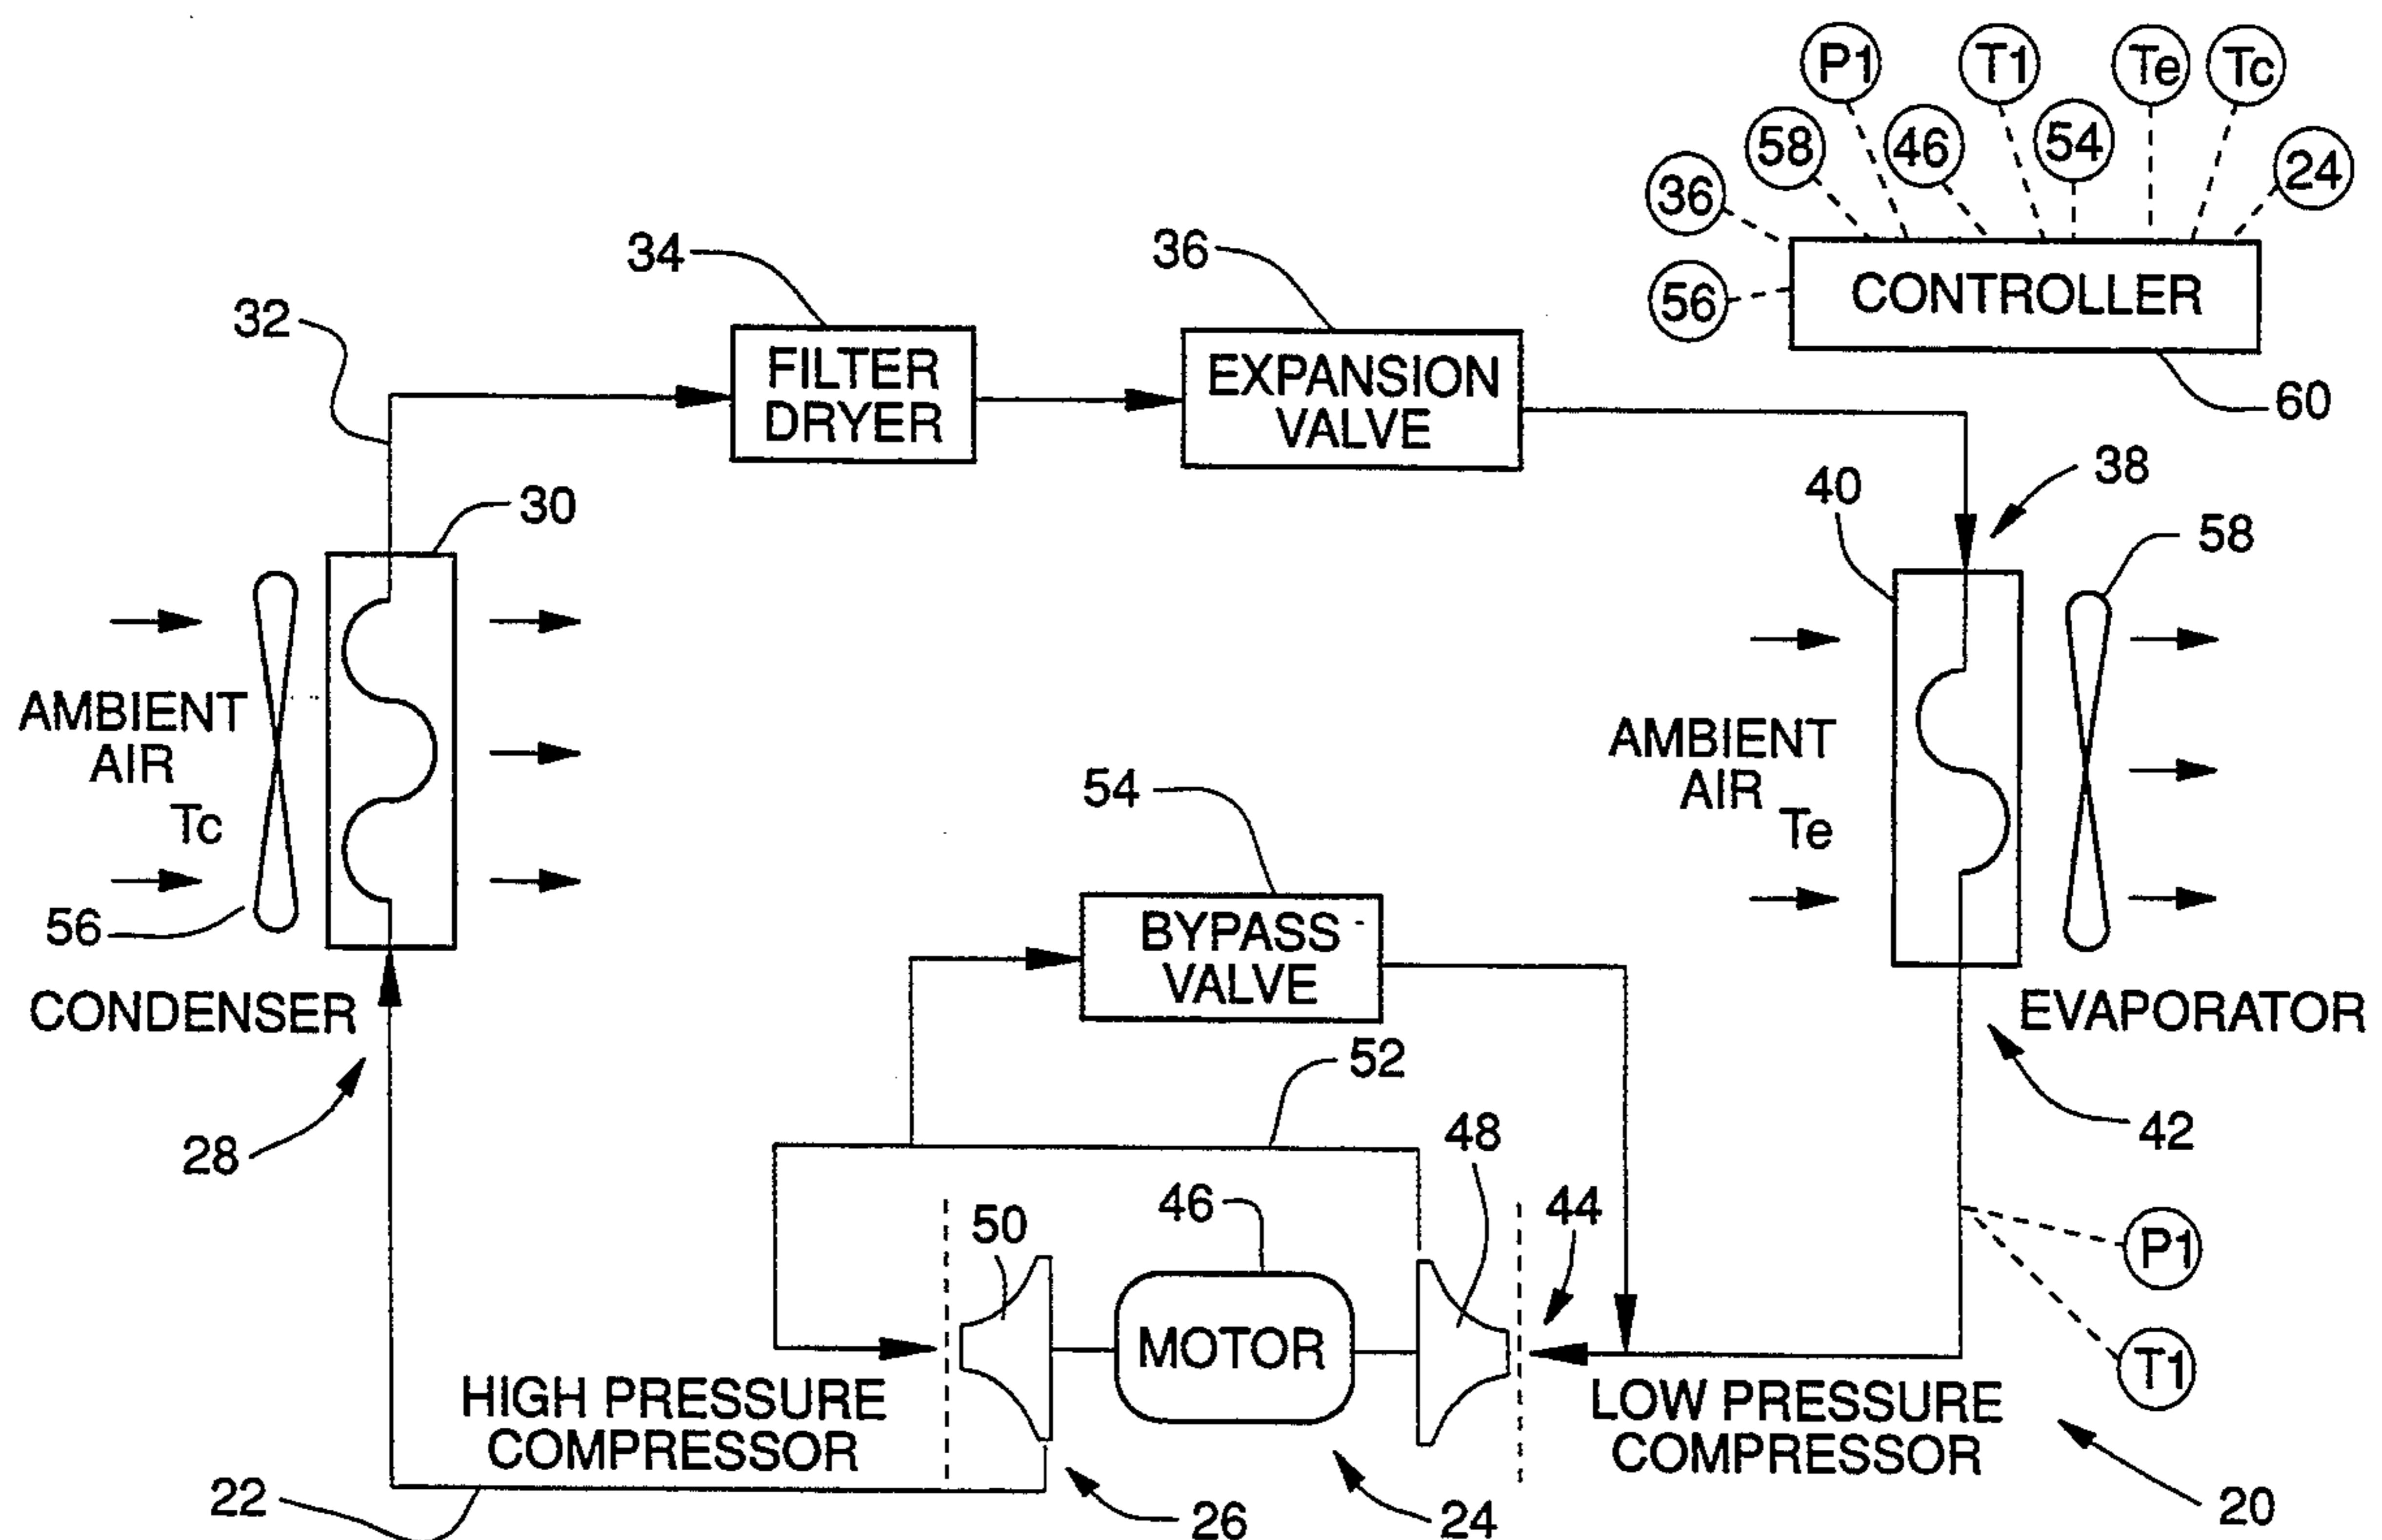 P1
T1
Te
Tc
58
46
54
24
36
56
CONTROLLER
60
34
36
32
FILTER
DRYER
EXPANSION
VALVE
38
40
30
58
AMBIENT
AIR
Tc
56
AMBIENT
AIR
Te
54
BYPASS
VALVE
CONDENSER
EVAPORATOR
28
52
48
42
50
46
44
P1
MOTOR
T1
HIGH PRESSURE
COMPRESSOR
LOW PRESSURE
COMPRESSOR
22
26
24
20